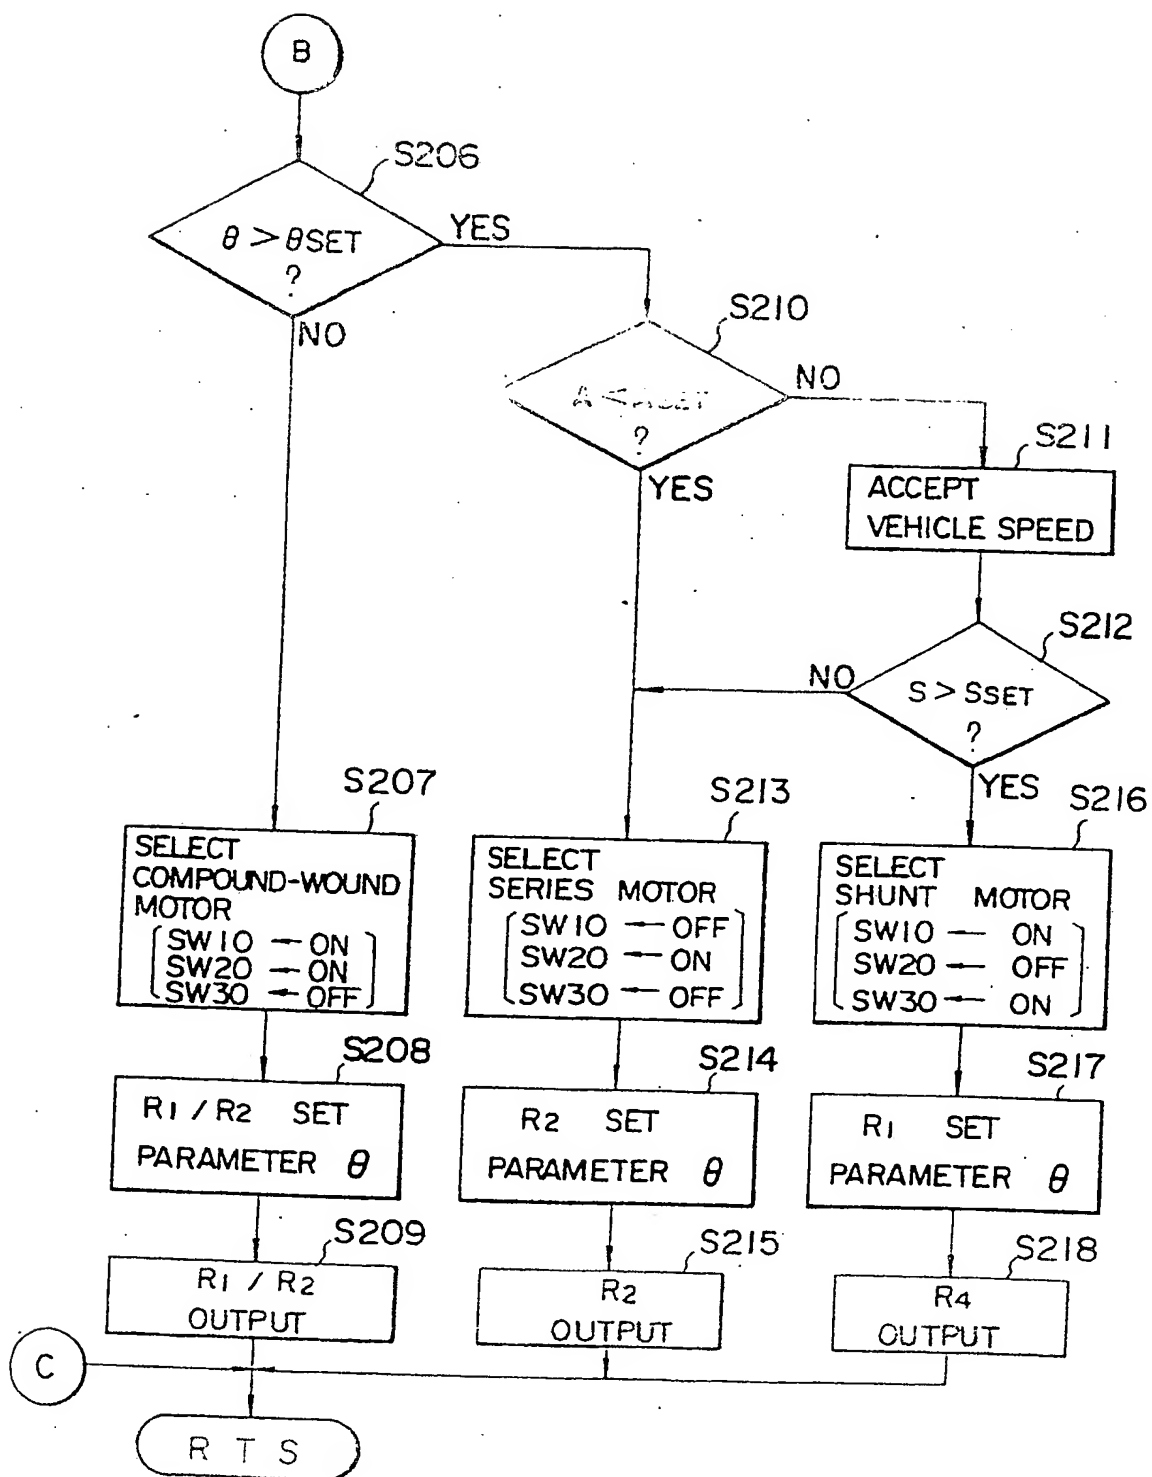 B
S206
θ > θSET
?
YES
NO
S210
A < ASET
?
NO
YES
S211
ACCEPT
VEHICLE SPEED
S212
S > SSET
?
NO
YES
S207
SELECT
COMPOUND-WOUND
MOTOR
SW10 ← ON
SW20 ← ON
SW30 ← OFF
S213
SELECT
SERIES MOTOR
SW10 ← OFF
SW20 ← ON
SW30 ← OFF
S216
SELECT
SHUNT MOTOR
SW10 ← ON
SW20 ← OFF
SW30 ← ON
S208
R1 / R2 SET
PARAMETER θ
S214
R2 SET
PARAMETER θ
S217
R1 SET
PARAMETER θ
S209
R1 / R2
OUTPUT
S215
R2
OUTPUT
S218
R4
OUTPUT
C
RTS